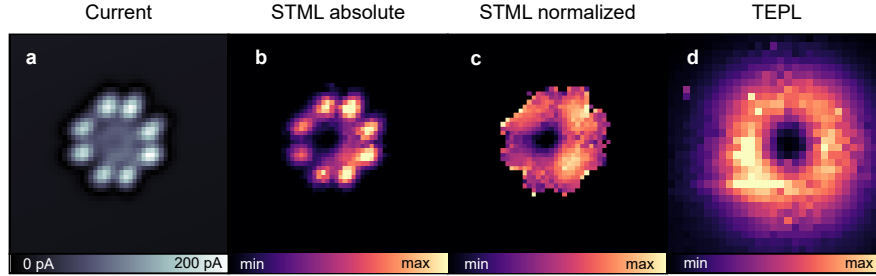 Current
STML absolute
STML normalized
TEPL
a
b
c
d
0 pA 200 pA
min max
min max
min max